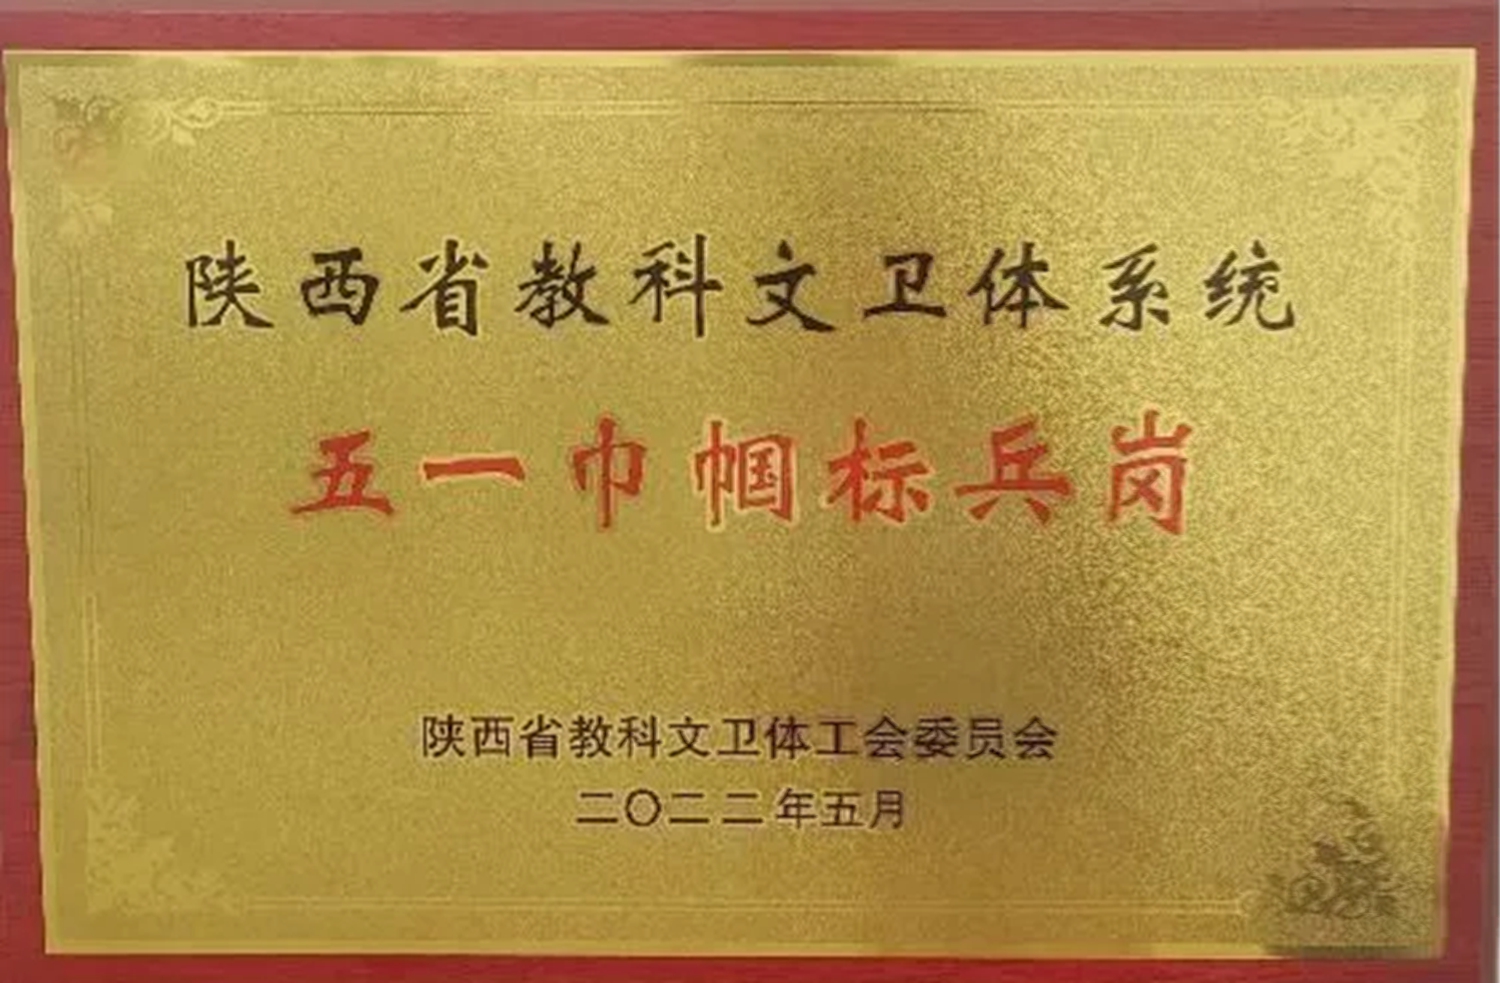 陕西省教科文卫体系统
五一巾帼标兵岗
陕西省教科文卫体工会委员会
二〇二二年五月